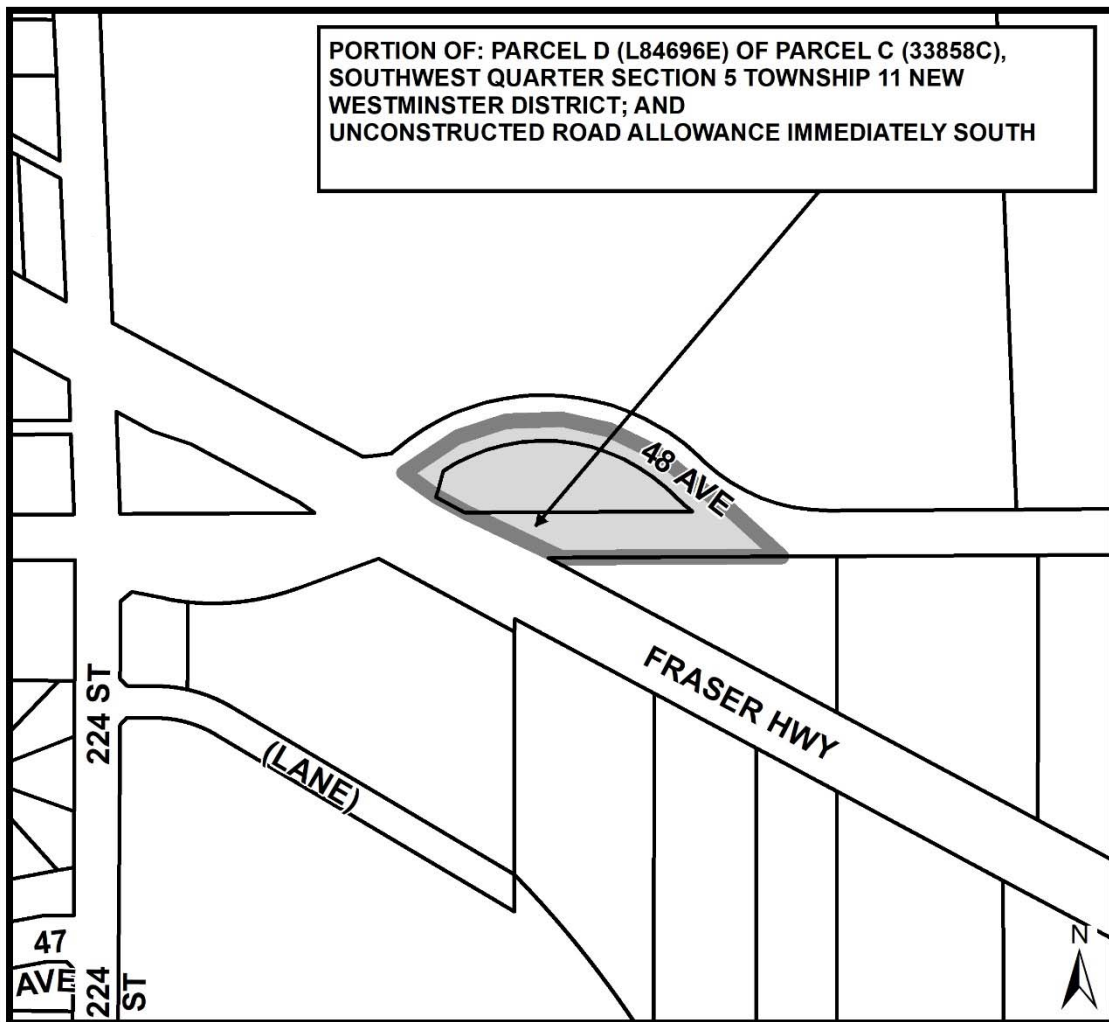 PORTION OF: PARCEL D (L84696E) OF PARCEL C (33858C),
SOUTHWEST QUARTER SECTION 5 TOWNSHIP 11 NEW
WESTMINSTER DISTRICT; AND
UNCONSTRUCTED ROAD ALLOWANCE IMMEDIATELY SOUTH
48 AVE
FRASER HWY
224 ST
(LANE)
47
AVE
224
ST
N